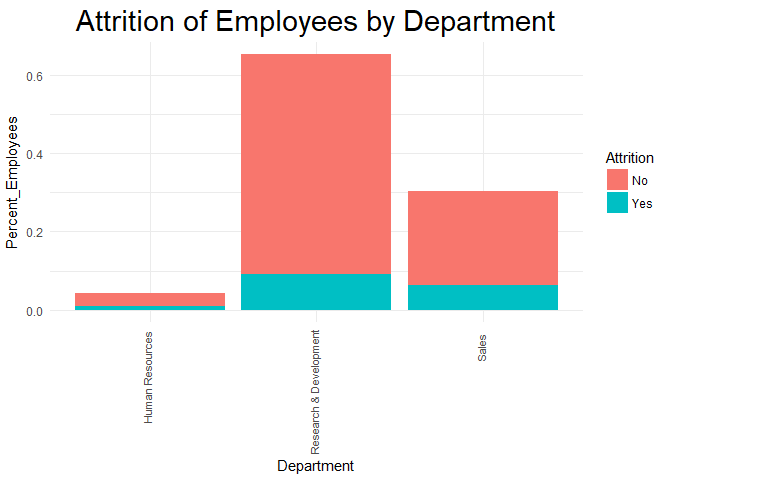 Attrition of Employees by Department
Percent_Employees
0.6
0.4
0.2
0.0
Human Resources
Research & Development
Sales
Department
Attrition
No
Yes